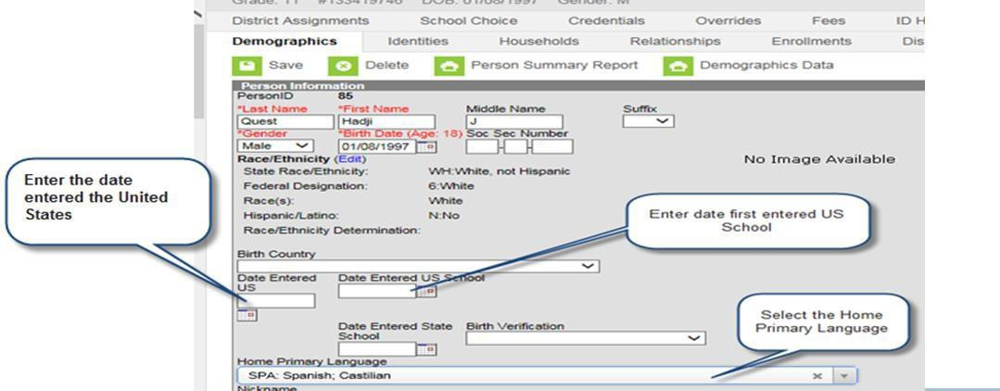 Grade: 11 #133419746 DOB: 01/08/1997 Gender: M
District Assignments School Choice Credentials Overrides Fees ID H
Demographics Identities Households Relationships Enrollments Dis
Save Delete Person Summary Report Demographics Data
Person Information
PersonID 85
*Last Name *First Name Middle Name Suffix
Quest Hadji J
*Gender *Birth Date (Age: 18) Soc Sec Number
Male 01/08/1997 - -
Race/Ethnicity (Edit)
No Image Available
State Race/Ethnicity: WH:White, not Hispanic
Federal Designation: 6:White
Race(s): White
Hispanic/Latino: N:No
Race/Ethnicity Determination:
Enter the date
entered the United
States
Enter date first entered US
School
Birth Country
Date Entered
US
Date Entered US School
Date Entered State
School
Birth Verification
Select the Home
Primary Language
Home Primary Language
SPA: Spanish; Castilian
Nickname